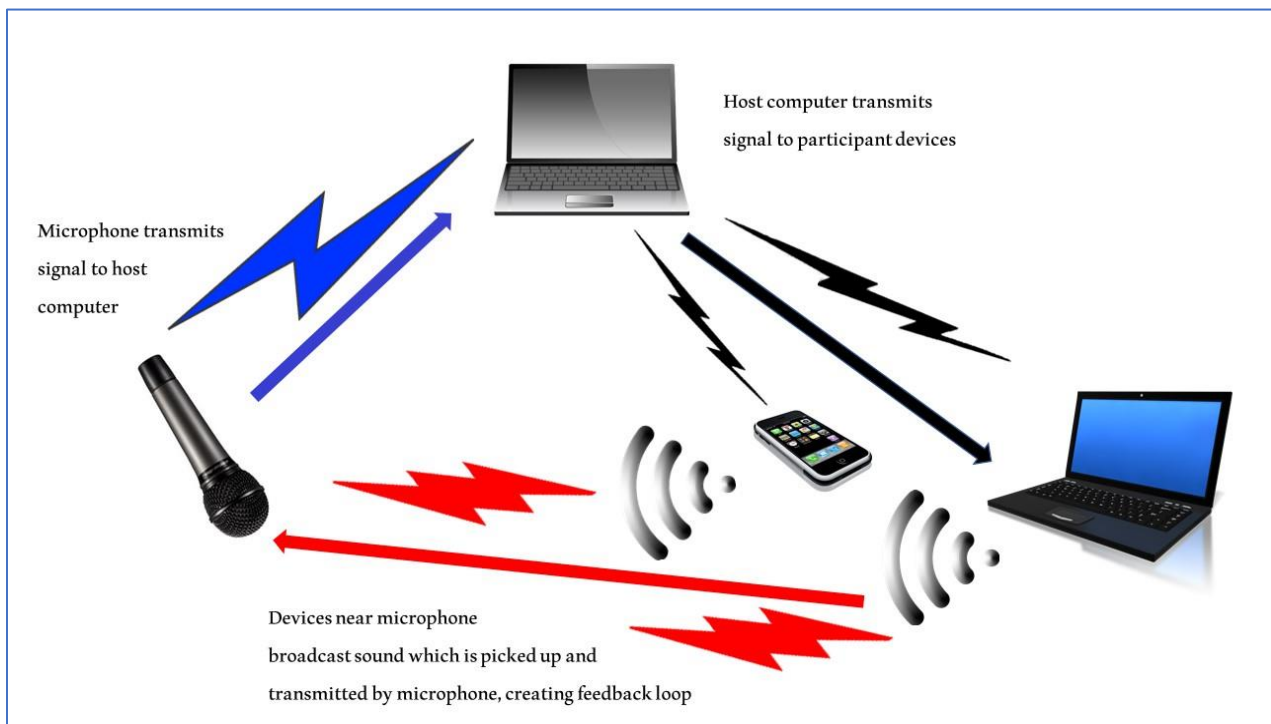 Host computer transmits
signal to participant devices
Microphone transmits
signal to host
computer
Devices near microphone
broadcast sound which is picked up and
transmitted by microphone, creating feedback loop